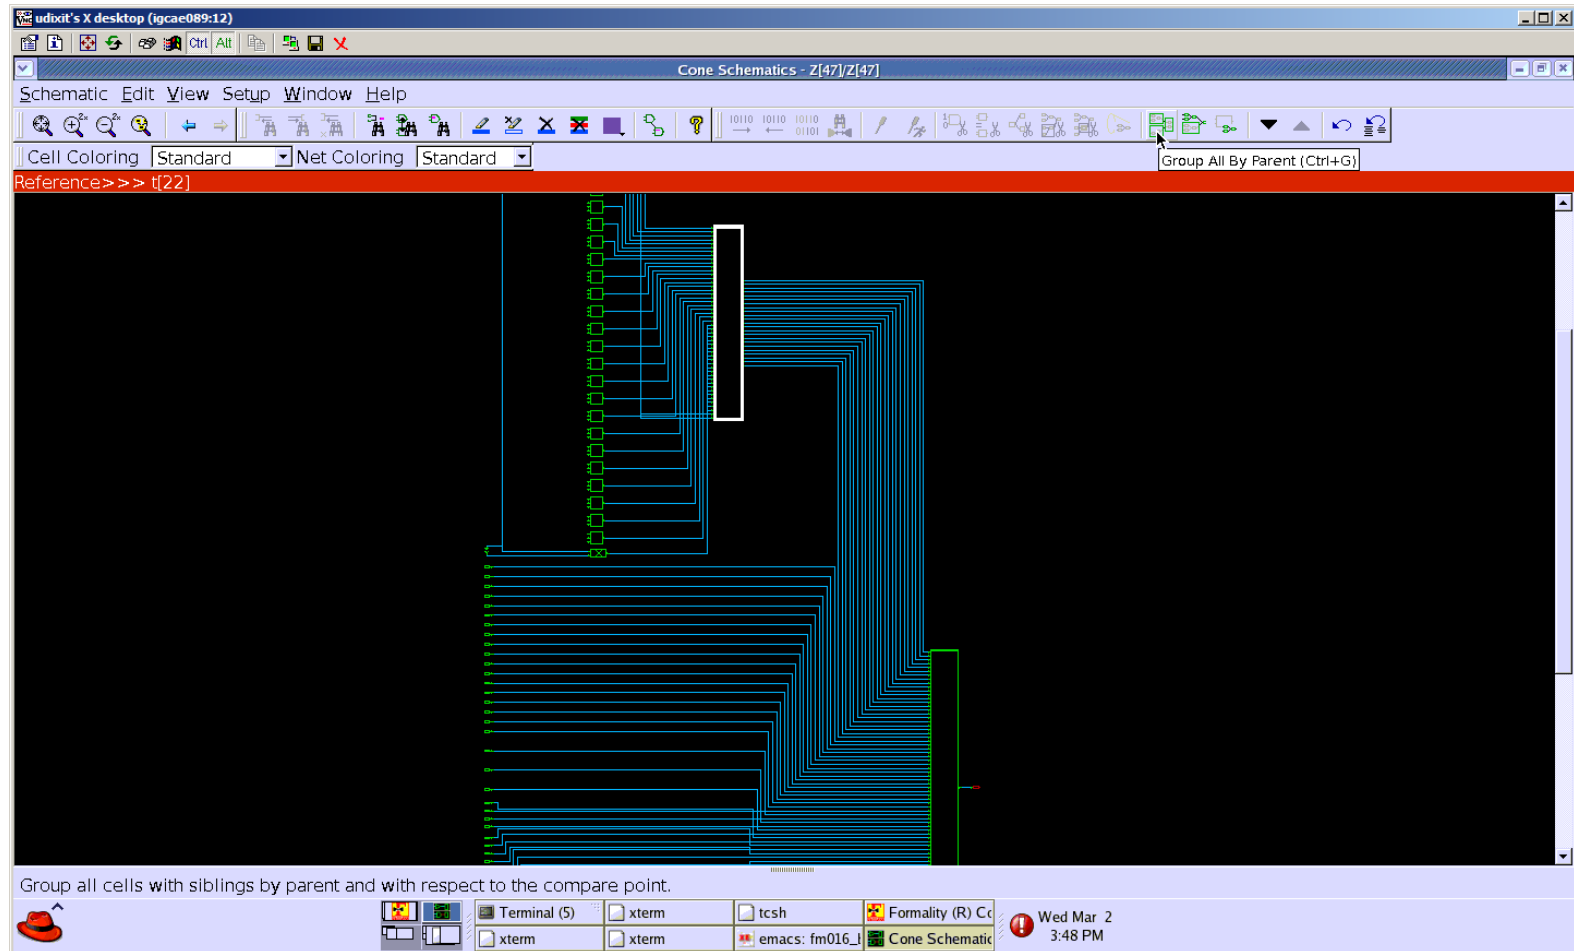 udixit's X desktop (igcae089:12)
Ctrl Alt
Cone Schematics - Z[47]/Z[47]
Schematic Edit View Setup Window Help
Cell Coloring Standard Net Coloring Standard
Group All By Parent (Ctrl+G)
Reference>>> t[22]
Group all cells with siblings by parent and with respect to the compare point.
Terminal (5) xterm tcsh Formality (R) Co
Wed Mar 2
3:48 PM
xterm xterm emacs: fm016_l Cone Schematic